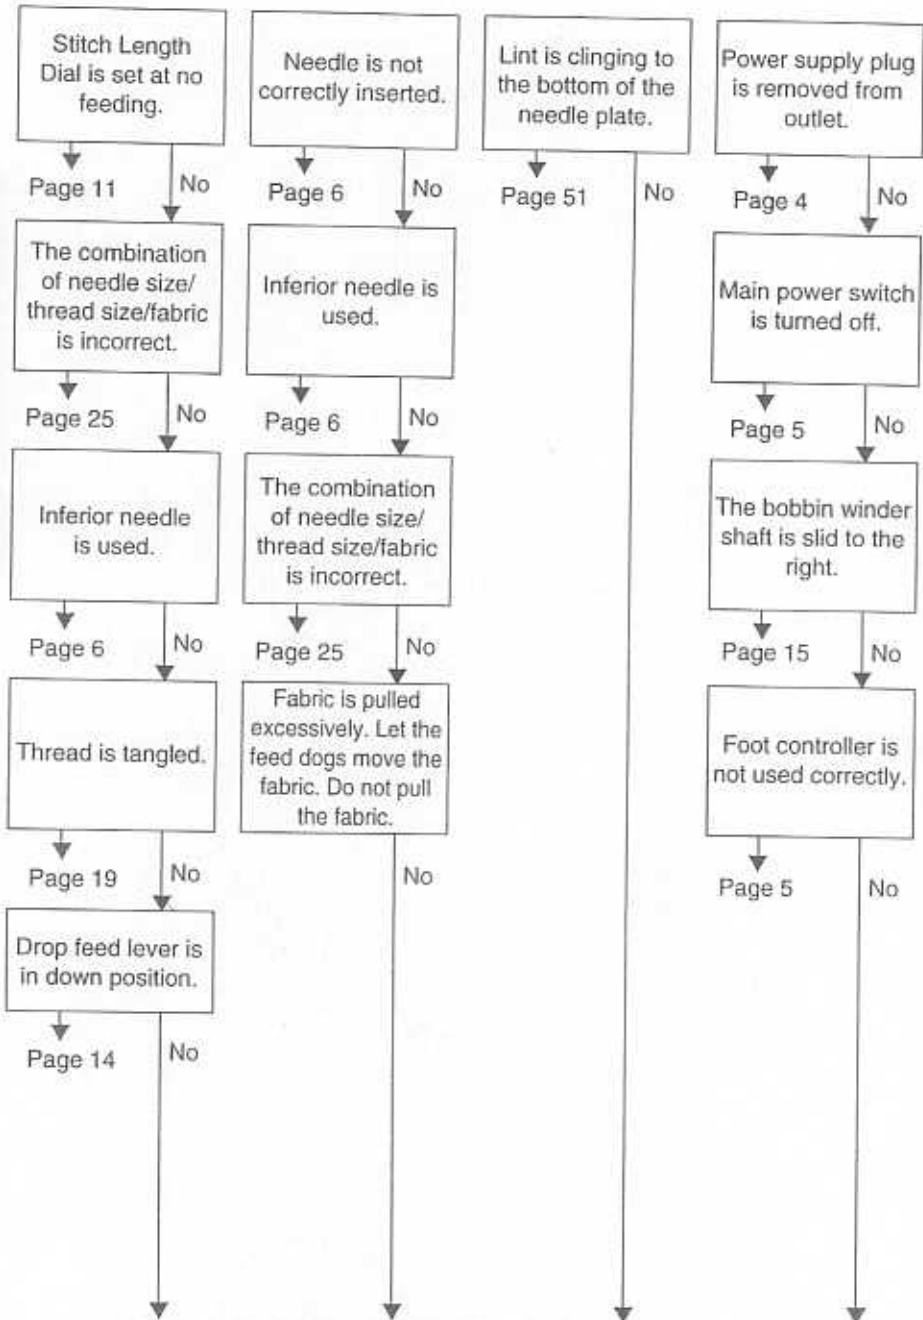 Stitch Length
Dial is set at no
feeding.
Page 11
No
The combination
of needle size/
thread size/fabric
is incorrect.
Page 25
No
Inferior needle
is used.
Page 6
No
Thread is tangled.
Page 19
No
Drop feed lever is
in down position.
Page 14
No
Needle is not
correctly inserted.
Page 6
No
Inferior needle is
used.
Page 6
No
The combination
of needle size/
thread size/fabric
is incorrect.
Page 25
No
Fabric is pulled
excessively. Let the
feed dogs move the
fabric. Do not pull
the fabric.
No
Lint is clinging to
the bottom of the
needle plate.
Page 51
No
Power supply plug
is removed from
outlet.
Page 4
No
Main power switch
is turned off.
Page 5
No
The bobbin winder
shaft is slid to the
right.
Page 15
No
Foot controller is
not used correctly.
Page 5
No